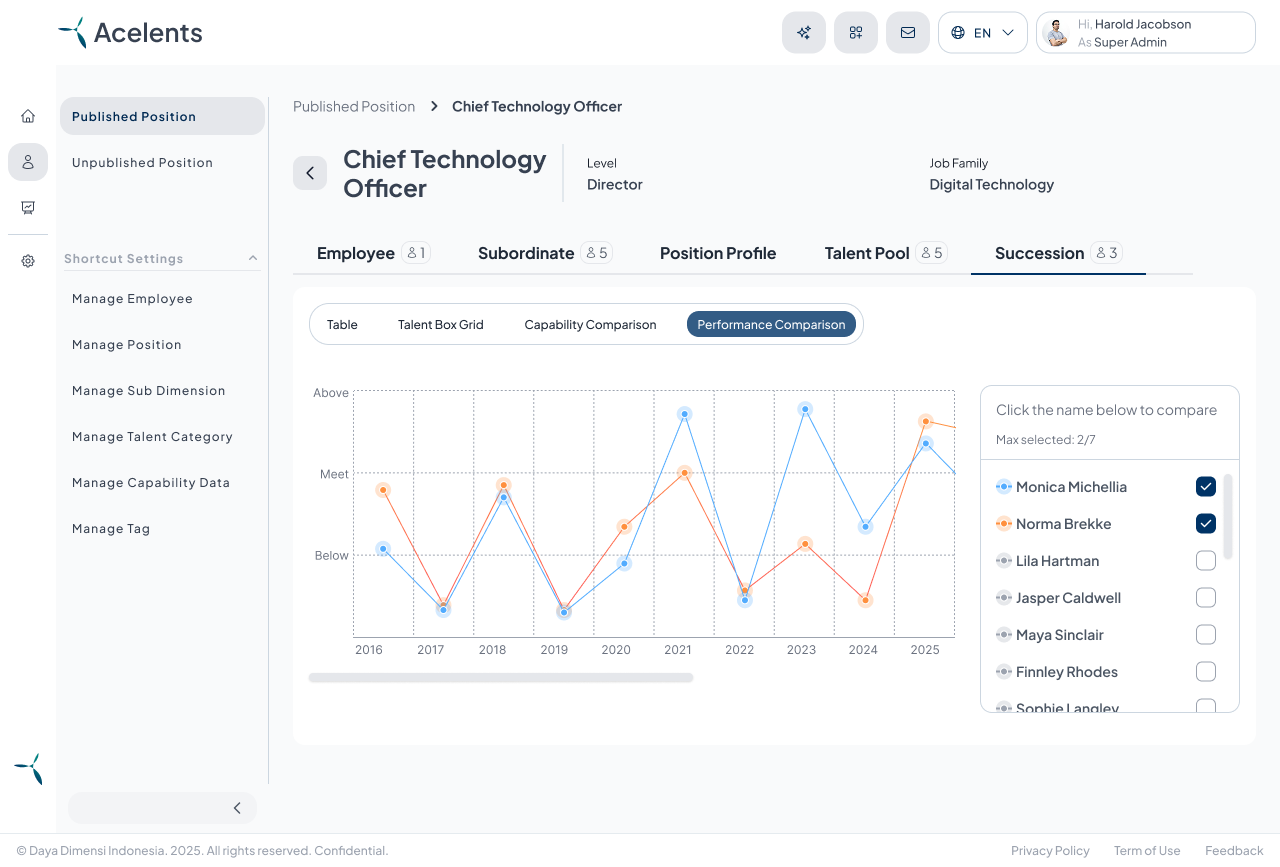 Acelents
EN
Hi, Harold Jacobson
As Super Admin
Published Position
Unpublished Position
Shortcut Settings
Manage Employee
Manage Position
Manage Sub Dimension
Manage Talent Category
Manage Capability Data
Manage Tag
Published Position > Chief Technology Officer
Chief Technology
Officer
Level
Director
Job Family
Digital Technology
Employee 1
Subordinate 5
Position Profile
Talent Pool 5
Succession 3
Table
Talent Box Grid
Capability Comparison
Performance Comparison
Above
Meet
Below
2016 2017 2018 2019 2020 2021 2022 2023 2024 2025
Click the name below to compare
Max selected: 2/7
Monica Michellia
Norma Brekke
Lila Hartman
Jasper Caldwell
Maya Sinclair
Finnley Rhodes
Sophie Langley
© Daya Dimensi Indonesia. 2025. All rights reserved. Confidential.
Privacy Policy
Term of Use
Feedback